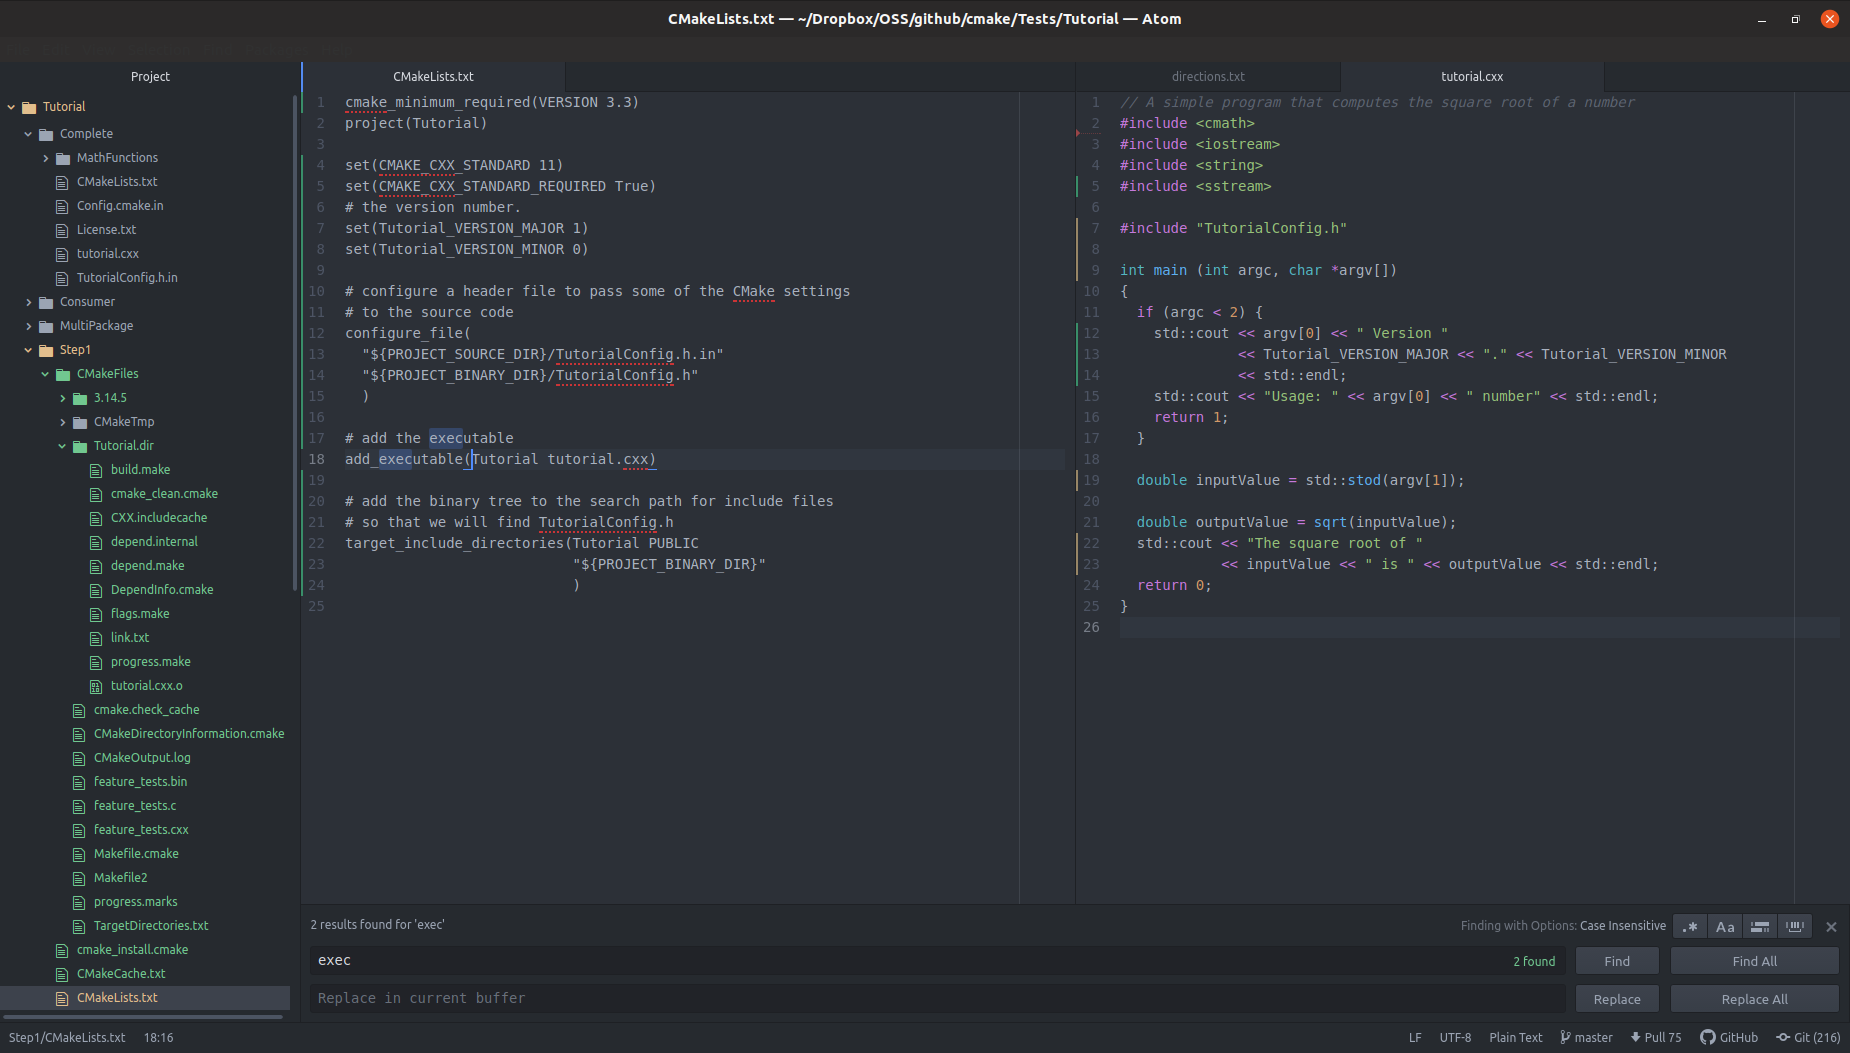 CMakeLists.txt — ~/Dropbox/OSS/github/cmake/Tests/Tutorial — Atom
Project
Tutorial
Complete
MathFunctions
CMakeLists.txt
Config.cmake.in
License.txt
tutorial.cxx
TutorialConfig.h.in
Consumer
MultiPackage
Step1
CMakeFiles
3.14.5
CMakeTmp
Tutorial.dir
build.make
cmake_clean.cmake
CXX.includecache
depend.internal
depend.make
DependInfo.cmake
flags.make
link.txt
progress.make
tutorial.cxx.o
cmake.check_cache
CMakeDirectoryInformation.cmake
CMakeOutput.log
feature_tests.bin
feature_tests.c
feature_tests.cxx
Makefile.cmake
Makefile2
progress.marks
TargetDirectories.txt
cmake_install.cmake
CMakeCache.txt
CMakeLists.txt
CMakeLists.txt
1 cmake_minimum_required(VERSION 3.3)
2 project(Tutorial)
3
4 set(CMAKE_CXX_STANDARD 11)
5 set(CMAKE_CXX_STANDARD_REQUIRED True)
6 # the version number.
7 set(Tutorial_VERSION_MAJOR 1)
8 set(Tutorial_VERSION_MINOR 0)
9
10 # configure a header file to pass some of the CMake settings
11 # to the source code
12 configure_file(
13 "${PROJECT_SOURCE_DIR}/TutorialConfig.h.in"
14 "${PROJECT_BINARY_DIR}/TutorialConfig.h"
15 )
16
17 # add the executable
18 add_executable(Tutorial tutorial.cxx)
19
20 # add the binary tree to the search path for include files
21 # so that we will find TutorialConfig.h
22 target_include_directories(Tutorial PUBLIC
23 "${PROJECT_BINARY_DIR}"
24 )
25
directions.txt
tutorial.cxx
1 // A simple program that computes the square root of a number
2 #include <cmath>
3 #include <iostream>
4 #include <string>
5 #include <sstream>
6
7 #include "TutorialConfig.h"
8
9 int main (int argc, char *argv[])
10 {
11 if (argc < 2) {
12 std::cout << argv[0] << " Version "
13 << Tutorial_VERSION_MAJOR << "." << Tutorial_VERSION_MINOR
14 << std::endl;
15 std::cout << "Usage: " << argv[0] << " number" << std::endl;
16 return 1;
17 }
18
19 double inputValue = std::stod(argv[1]);
20
21 double outputValue = sqrt(inputValue);
22 std::cout << "The square root of "
23 << inputValue << " is " << outputValue << std::endl;
24 return 0;
25 }
26
2 results found for 'exec'
Finding with Options: Case Insensitive
.* Aa
exec
2 found
Find
Find All
Replace in current buffer
Replace
Replace All
Step1/CMakeLists.txt 18:16
LF UTF-8 Plain Text master Pull 75 GitHub Git (216)